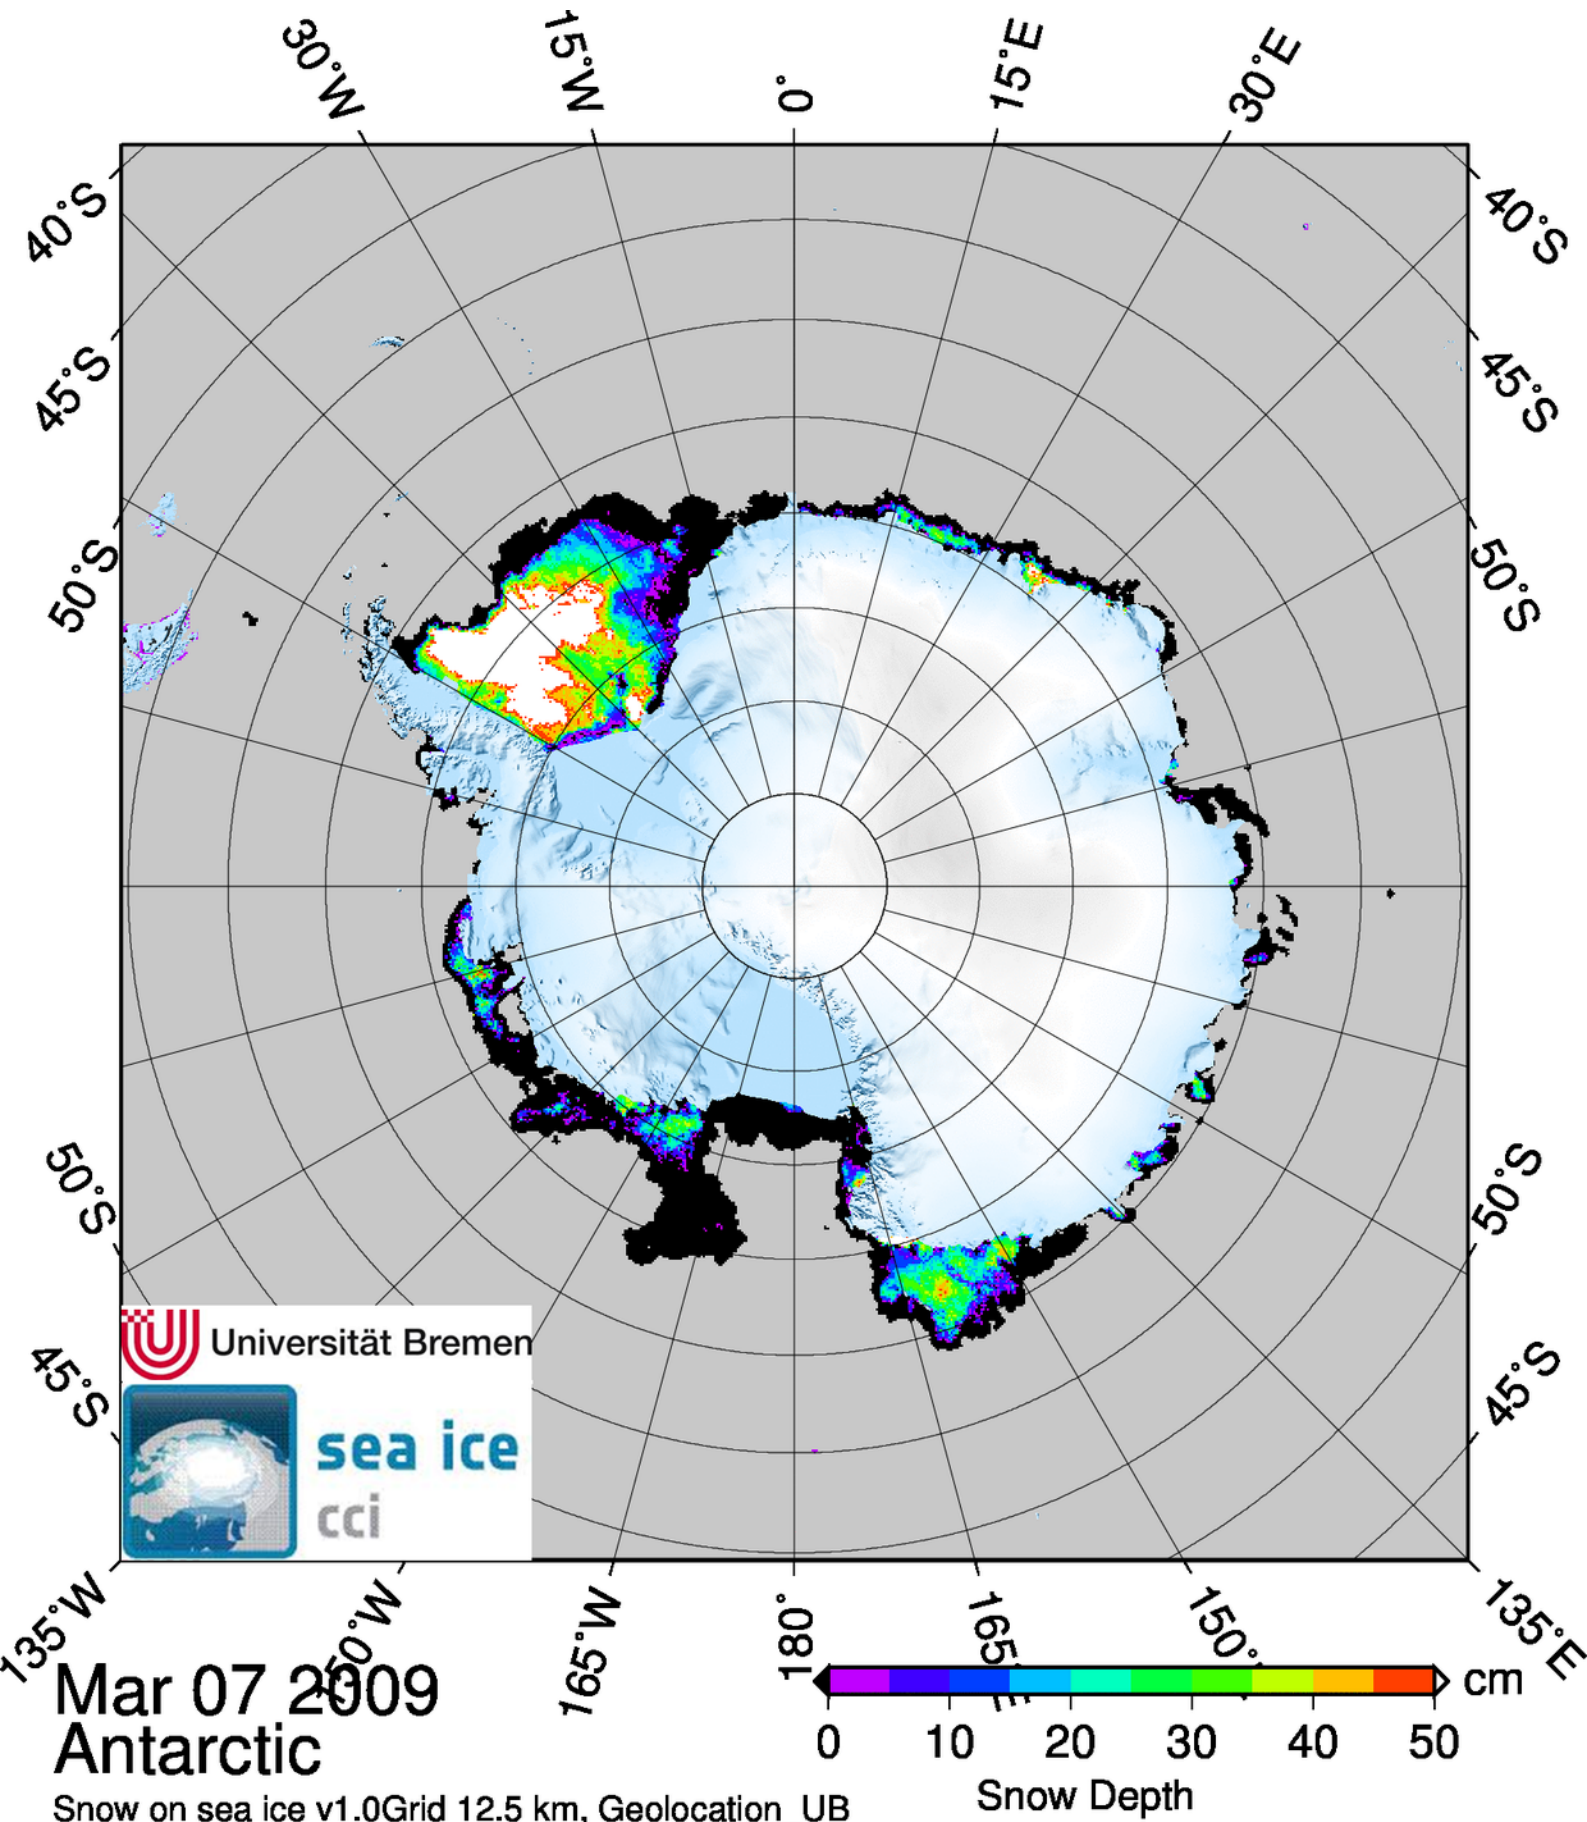 30°W 15°W 0° 15°E 30°E
40°S 40°S
45°S 45°S
50°S 50°S
50°S 50°S
45°S 45°S
Universität Bremen
sea ice
cci
135°W 150°W 165°W 180° 165°E 150° 135°E
Mar 07 2009
Antarctic
Snow on sea ice v1.0Grid 12.5 km, Geolocation UB
cm
0 10 20 30 40 50
Snow Depth